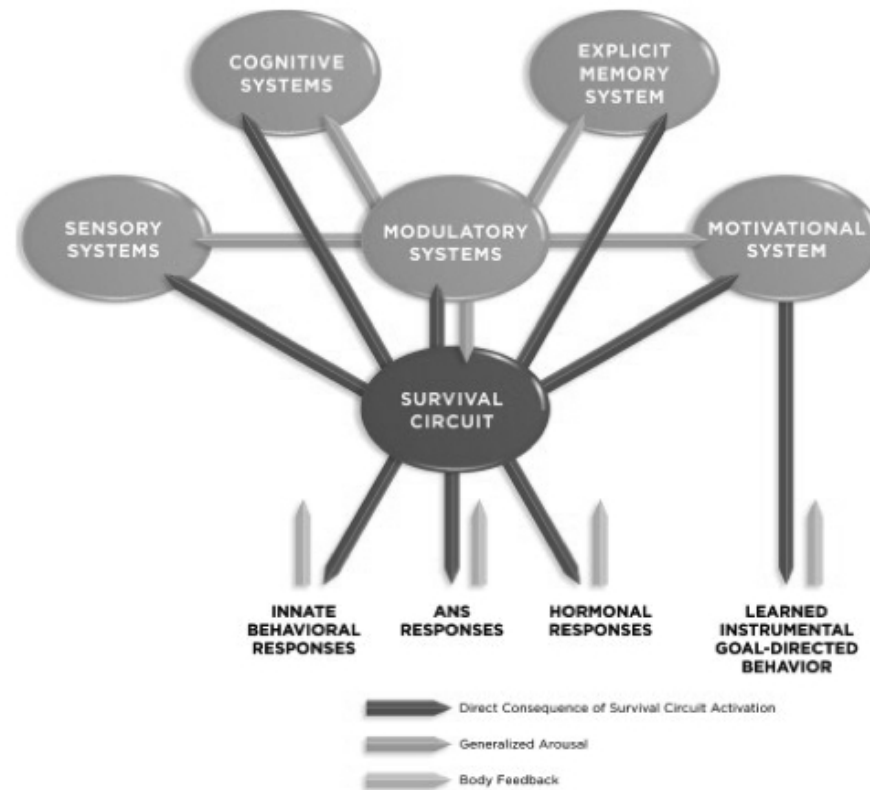 COGNITIVE
SYSTEMS
EXPLICIT
MEMORY
SYSTEM
SENSORY
SYSTEMS
MODULATORY
SYSTEMS
MOTIVATIONAL
SYSTEM
SURVIVAL
CIRCUIT
INNATE
BEHAVIORAL
RESPONSES
ANS
RESPONSES
HORMONAL
RESPONSES
LEARNED
INSTRUMENTAL
GOAL-DIRECTED
BEHAVIOR
Direct Consequence of Survival Circuit Activation
Generalized Arousal
Body Feedback